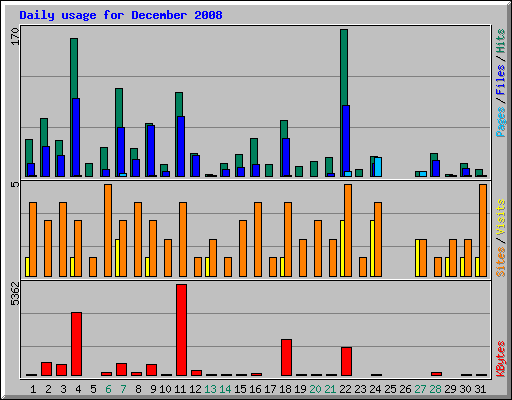 Daily usage for December 2008
170
Pages / Files / Hits
5
Sites / Visits
5362
KBytes
1 2 3 4 5 6 7 8 9 10 11 12 13 14 15 16 17 18 19 20 21 22 23 24 25 26 27 28 29 30 31